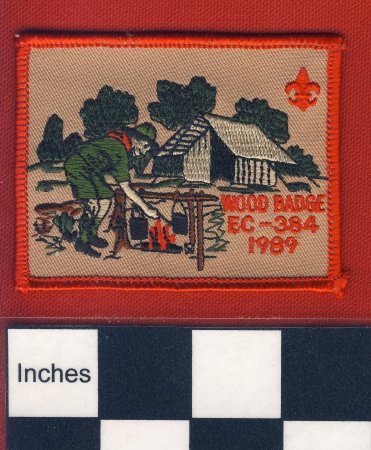 WOOD BADGE
EC-384
1989
Inches